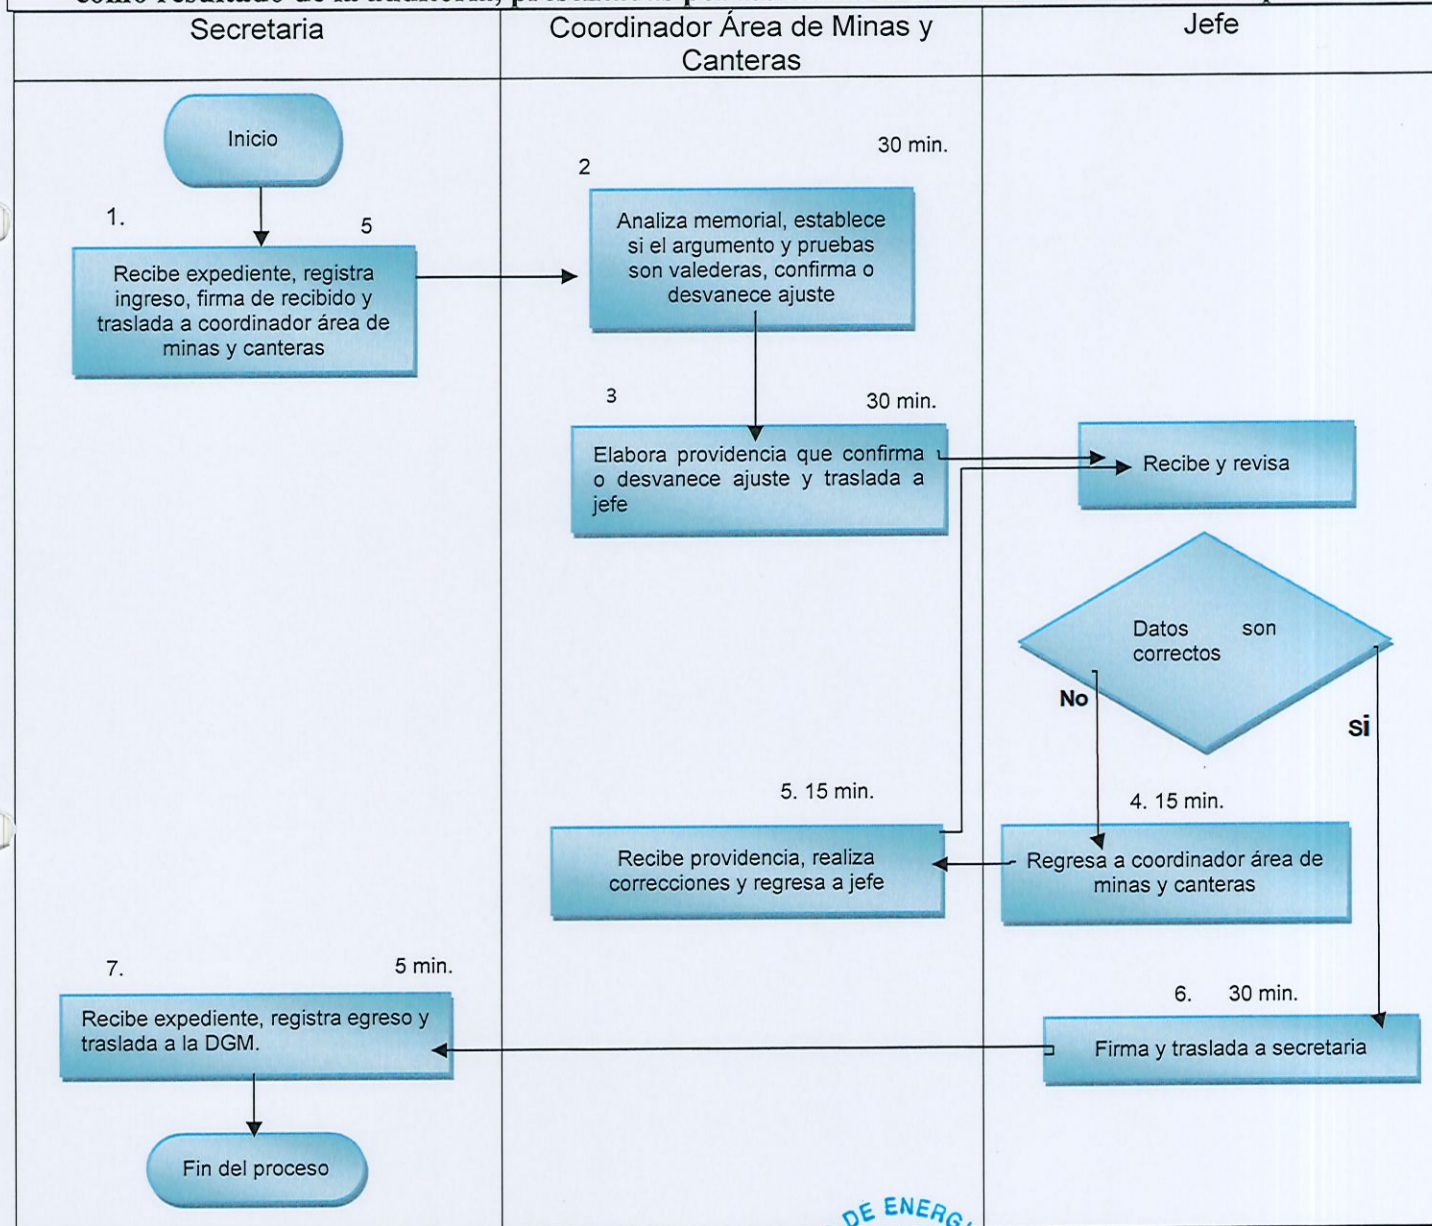 como resultado de la auditoría,
Secretaria
Coordinador Área de Minas y
Canteras
Jefe
Inicio
1.
5
Recibe expediente, registra
ingreso, firma de recibido y
traslada a coordinador área de
minas y canteras
2
30 min.
Analiza memorial, establece
si el argumento y pruebas
son valederas, confirma o
desvanece ajuste
3
30 min.
Elabora providencia que confirma
o desvanece ajuste y traslada a
jefe
Recibe y revisa
Datos son
correctos
No
Si
4. 15 min.
Regresa a coordinador área de
minas y canteras
5. 15 min.
Recibe providencia, realiza
correcciones y regresa a jefe
6. 30 min.
Firma y traslada a secretaria
7.
5 min.
Recibe expediente, registra egreso y
traslada a la DGM.
Fin del proceso
DE ENERG